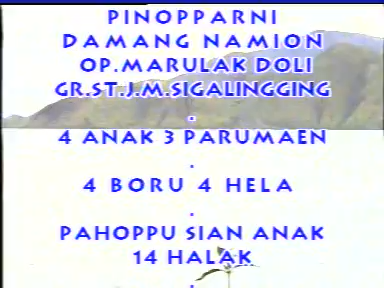 PINOPPARNI
DAMANG NAMION
OP.MARULAK DOLI
GR.ST.J.M.SIGALINGGING
.
4 ANAK 3 PARUMAEN
.
4 BORU 4 HELA
.
PAHOPPU SIAN ANAK
14 HALAK
.